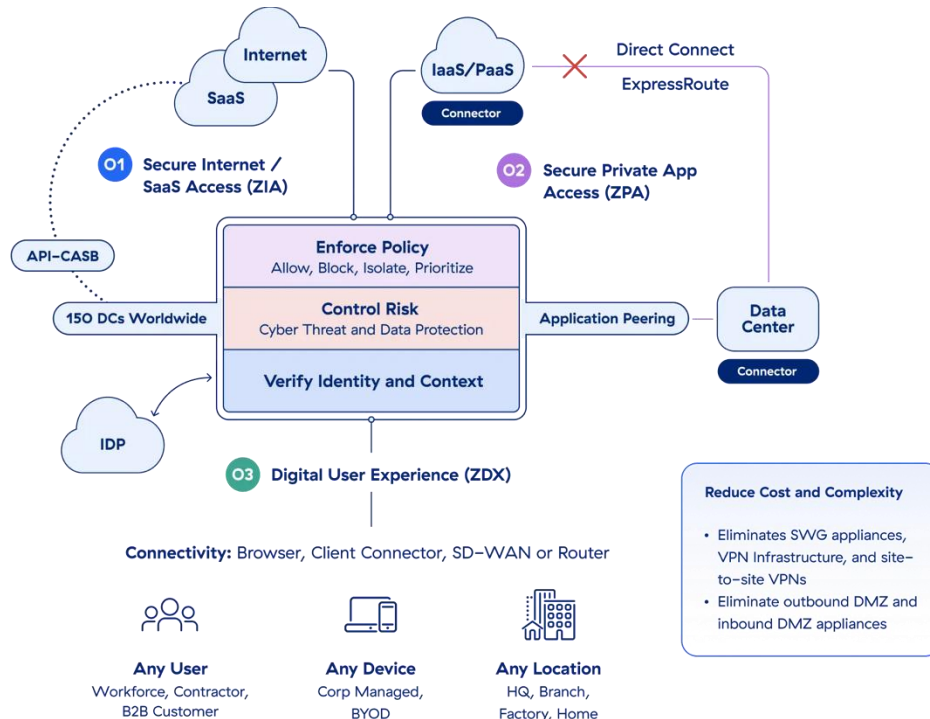 Internet
SaaS
IaaS/PaaS
Connector
Direct Connect
ExpressRoute
01
Secure Internet /
SaaS Access (ZIA)
02
Secure Private App
Access (ZPA)
API-CASB
Enforce Policy
Allow, Block, Isolate, Prioritize
150 DCs Worldwide
Control Risk
Cyber Threat and Data Protection
Application Peering
Data
Center
Connector
Verify Identity and Context
IDP
03
Digital User Experience (ZDX)
Connectivity: Browser, Client Connector, SD-WAN or Router
Any User
Workforce, Contractor,
B2B Customer
Any Device
Corp Managed,
BYOD
Any Location
HQ, Branch,
Factory, Home
Reduce Cost and Complexity
• Eliminates SWG appliances,
VPN Infrastructure, and site-
to-site VPNs
• Eliminate outbound DMZ and
inbound DMZ appliances